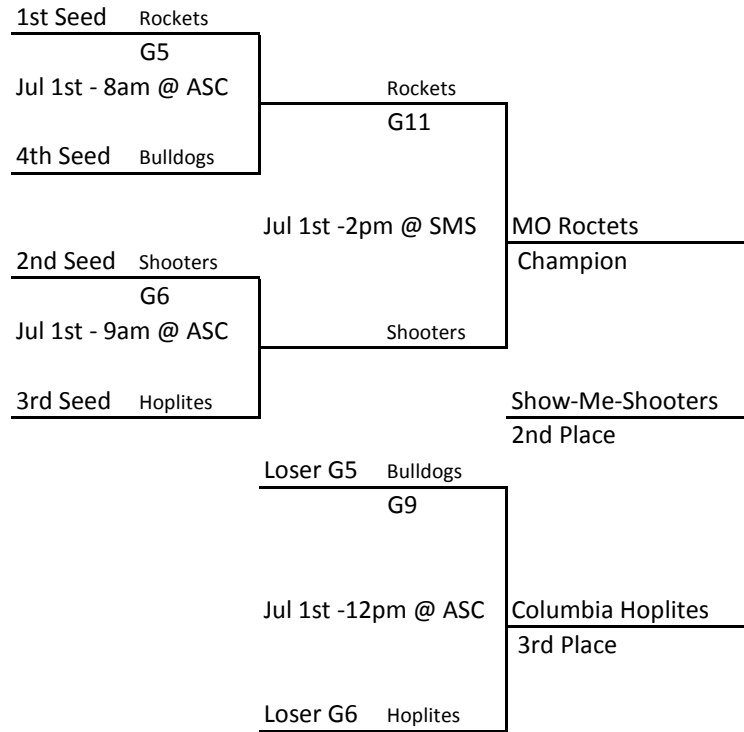 1st Seed Rockets
G5
Jul 1st - 8am @ ASC
Rockets
G11
4th Seed Bulldogs
Jul 1st -2pm @ SMS
MO Roctets
Champion
2nd Seed Shooters
G6
Jul 1st - 9am @ ASC
Shooters
3rd Seed Hoplites
Show-Me-Shooters
2nd Place
Loser G5 Bulldogs
G9
Jul 1st -12pm @ ASC
Columbia Hoplites
3rd Place
Loser G6 Hoplites